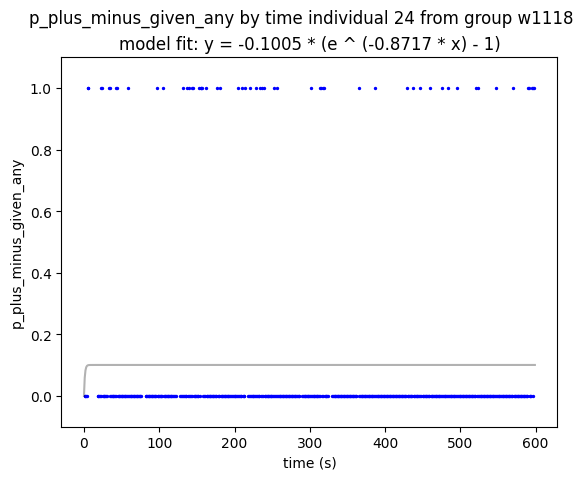 p_plus_minus_given_any by time individual 24 from group w1118
model fit: y = -0.1005 * (e ^ (-0.8717 * x) - 1)
p_plus_minus_given_any
1.0
0.8
0.6
0.4
0.2
0.0
0 100 200 300 400 500 600
time (s)